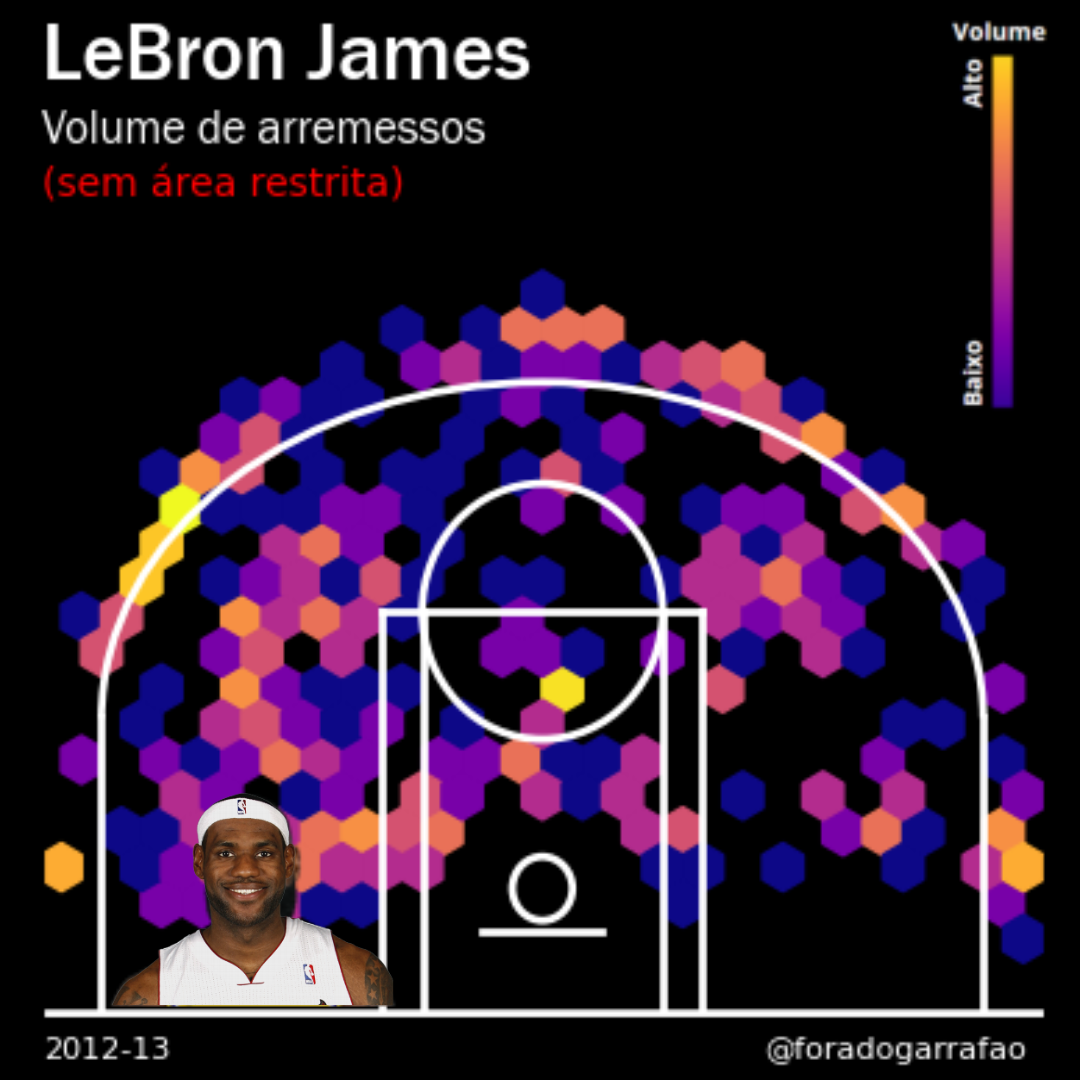 LeBron James
Volume de arremessos
(sem área restrita)
Volume
Alto
Baixo
2012-13
@foradogarrafao